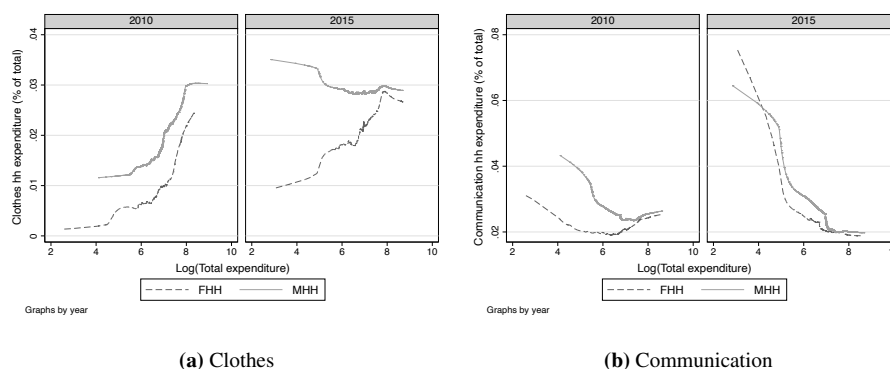 2010 2015
Clothes hh expenditure (% of total)
.04
.03
.02
.01
0
2 4 6 8 10 2 4 6 8 10
Log(Total expenditure)
FHH MHH
Graphs by year
(a) Clothes
2010 2015
Communication hh expenditure (% of total)
.08
.06
.04
.02
2 4 6 8 10 2 4 6 8
Log(Total expenditure)
FHH MHH
Graphs by year
(b) Communication